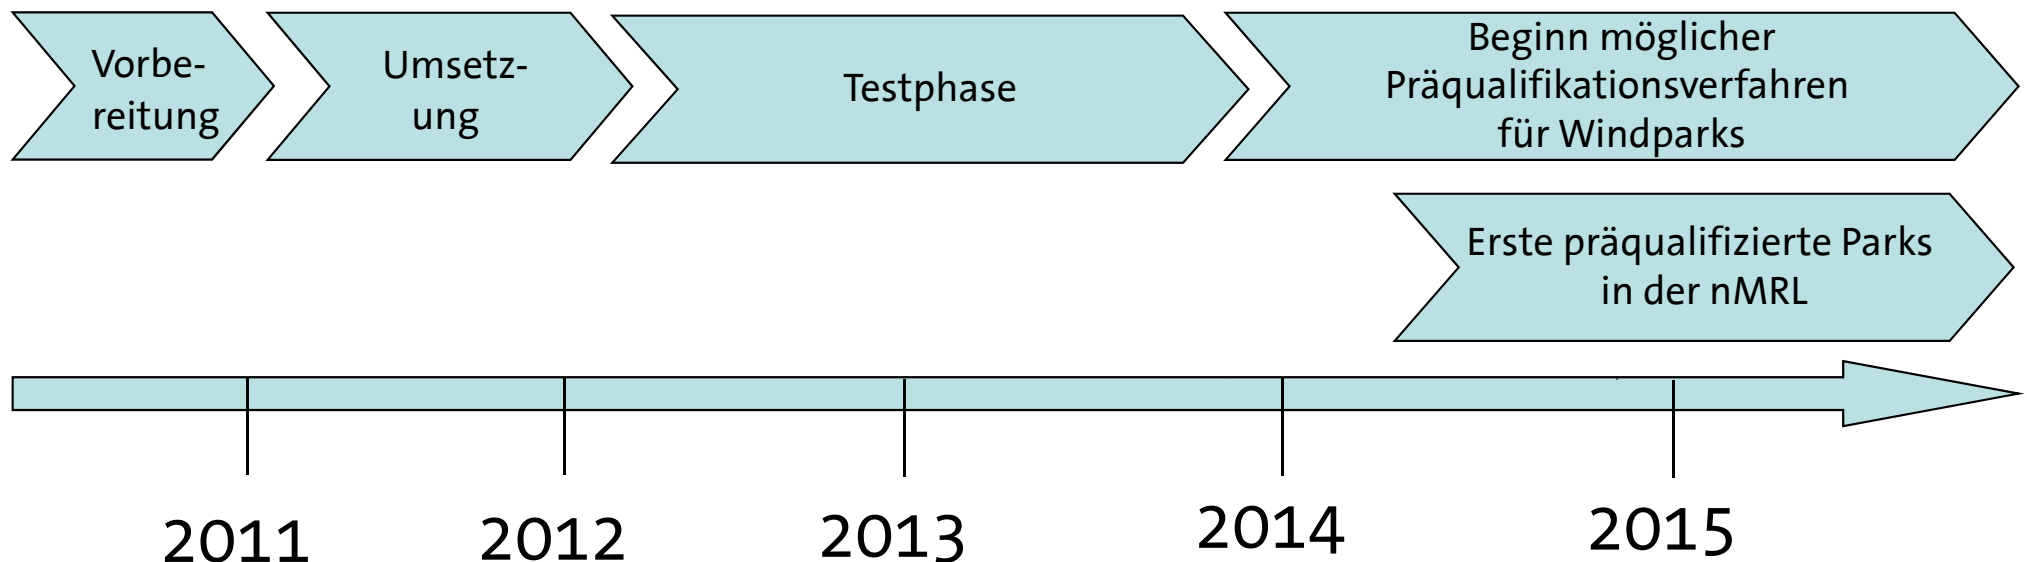 Vorbe-
reitung
Umsetz-
ung
Testphase
Beginn möglicher
Präqualifikationsverfahren
für Windparks
Erste präqualifizierte Parks
in der nMRL
2011
2012
2013
2014
2015